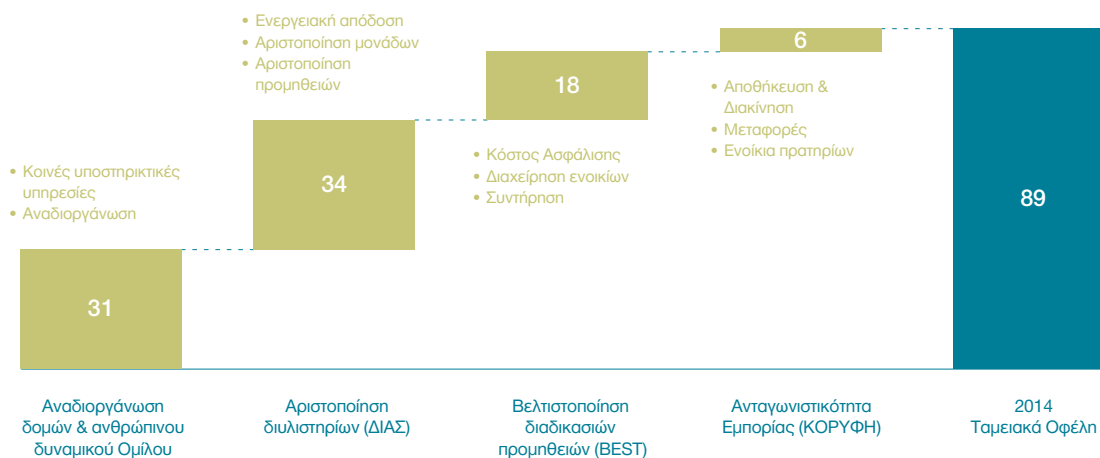 • Ενεργειακή απόδοση
• Αριστοποίηση μονάδων
• Αριστοποίηση
προμηθειών
6
18
• Αποθήκευση &
Διακίνηση
• Μεταφορές
• Ενοίκια πρατηρίων
• Κόστος Ασφάλισης
• Διαχείρηση ενοικίων
• Συντήρηση
34
• Κοινές υποστηρικτικές
υπηρεσίες
• Αναδιοργάνωση
89
31
Αναδιοργάνωση
δομών & ανθρώπινου
δυναμικού Ομίλου
Αριστοποίηση
διυλιστηρίων (ΔΙΑΣ)
Βελτιστοποίηση
διαδικασιών
προμηθειών (BEST)
Ανταγωνιστικότητα
Εμπορίας (ΚΟΡΥΦΗ)
2014
Ταμειακά Οφέλη